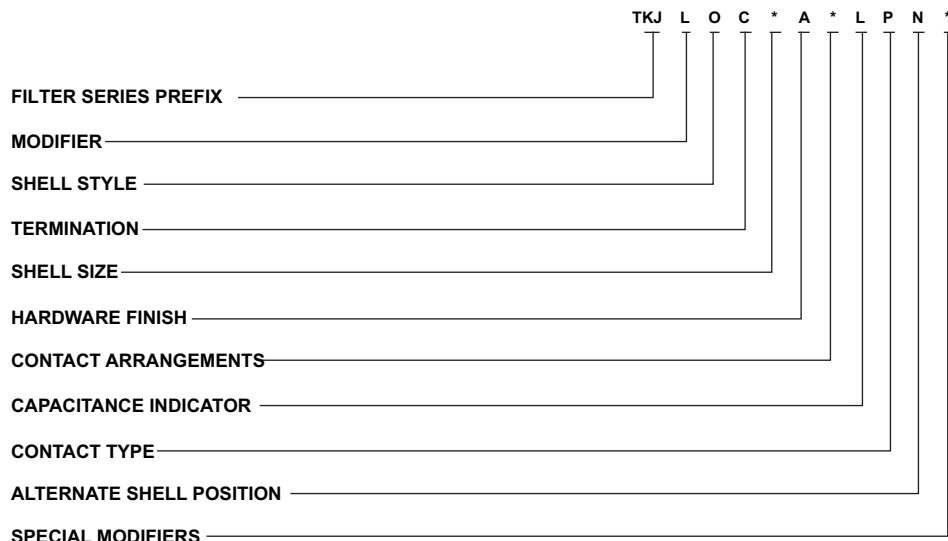 TKJ L O C * A * L P N *
FILTER SERIES PREFIX
MODIFIER
SHELL STYLE
TERMINATION
SHELL SIZE
HARDWARE FINISH
CONTACT ARRANGEMENTS
CAPACITANCE INDICATOR
CONTACT TYPE
ALTERNATE SHELL POSITION
SPECIAL MODIFIERS